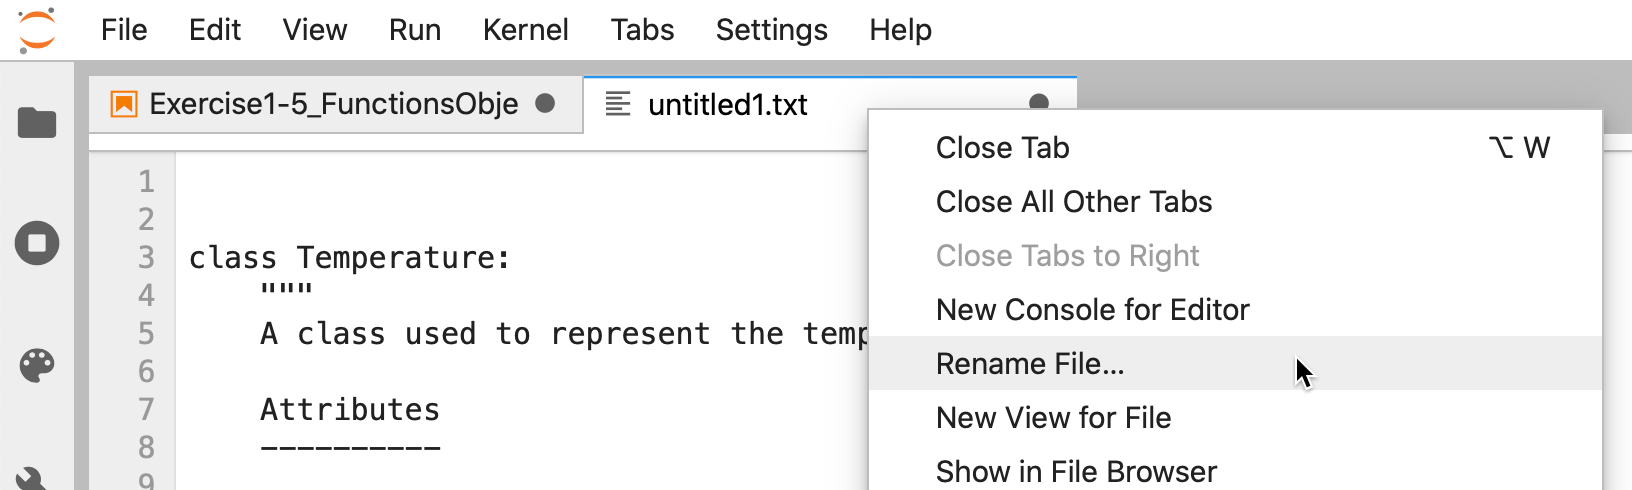 File Edit View Run Kernel Tabs Settings Help
Exercise1-5_FunctionsObje untitled1.txt
Close Tab ⌥ W
Close All Other Tabs
Close Tabs to Right
New Console for Editor
Rename File...
New View for File
Show in File Browser
1
2
3 class Temperature:
4 """
5 A class used to represent the temp
6
7 Attributes
8 ----------
9